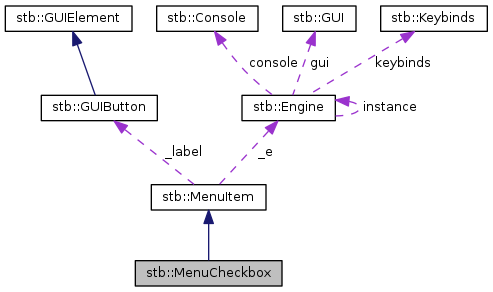 stb::GUIElement
stb::Console
stb::GUI
stb::Keybinds
console
gui
keybinds
stb::GUIButton
stb::Engine
instance
_label
_e
stb::MenuItem
stb::MenuCheckbox